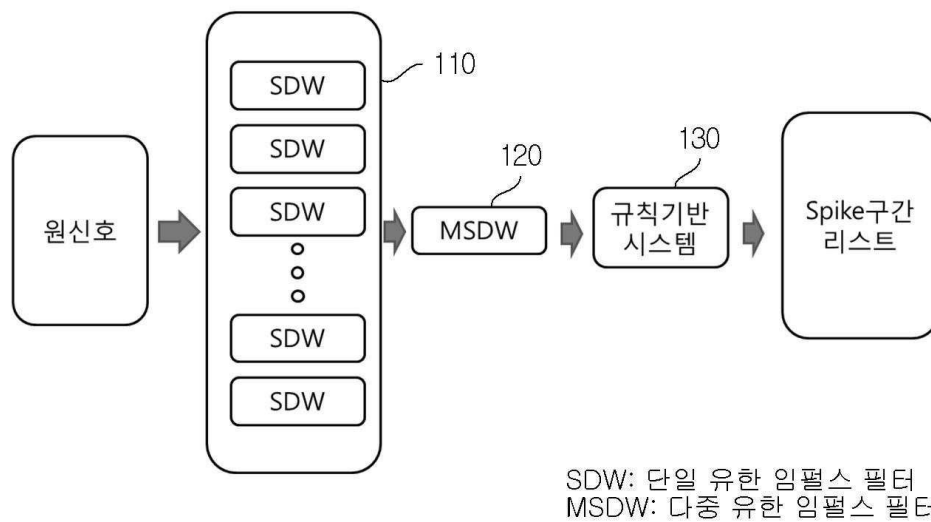 원신호
SDW
SDW
SDW
SDW
SDW
110
MSDW
120
규칙기반
시스템
130
Spike구간
리스트
SDW: 단일 유한 임펄스 필터
MSDW: 다중 유한 임펄스 필터